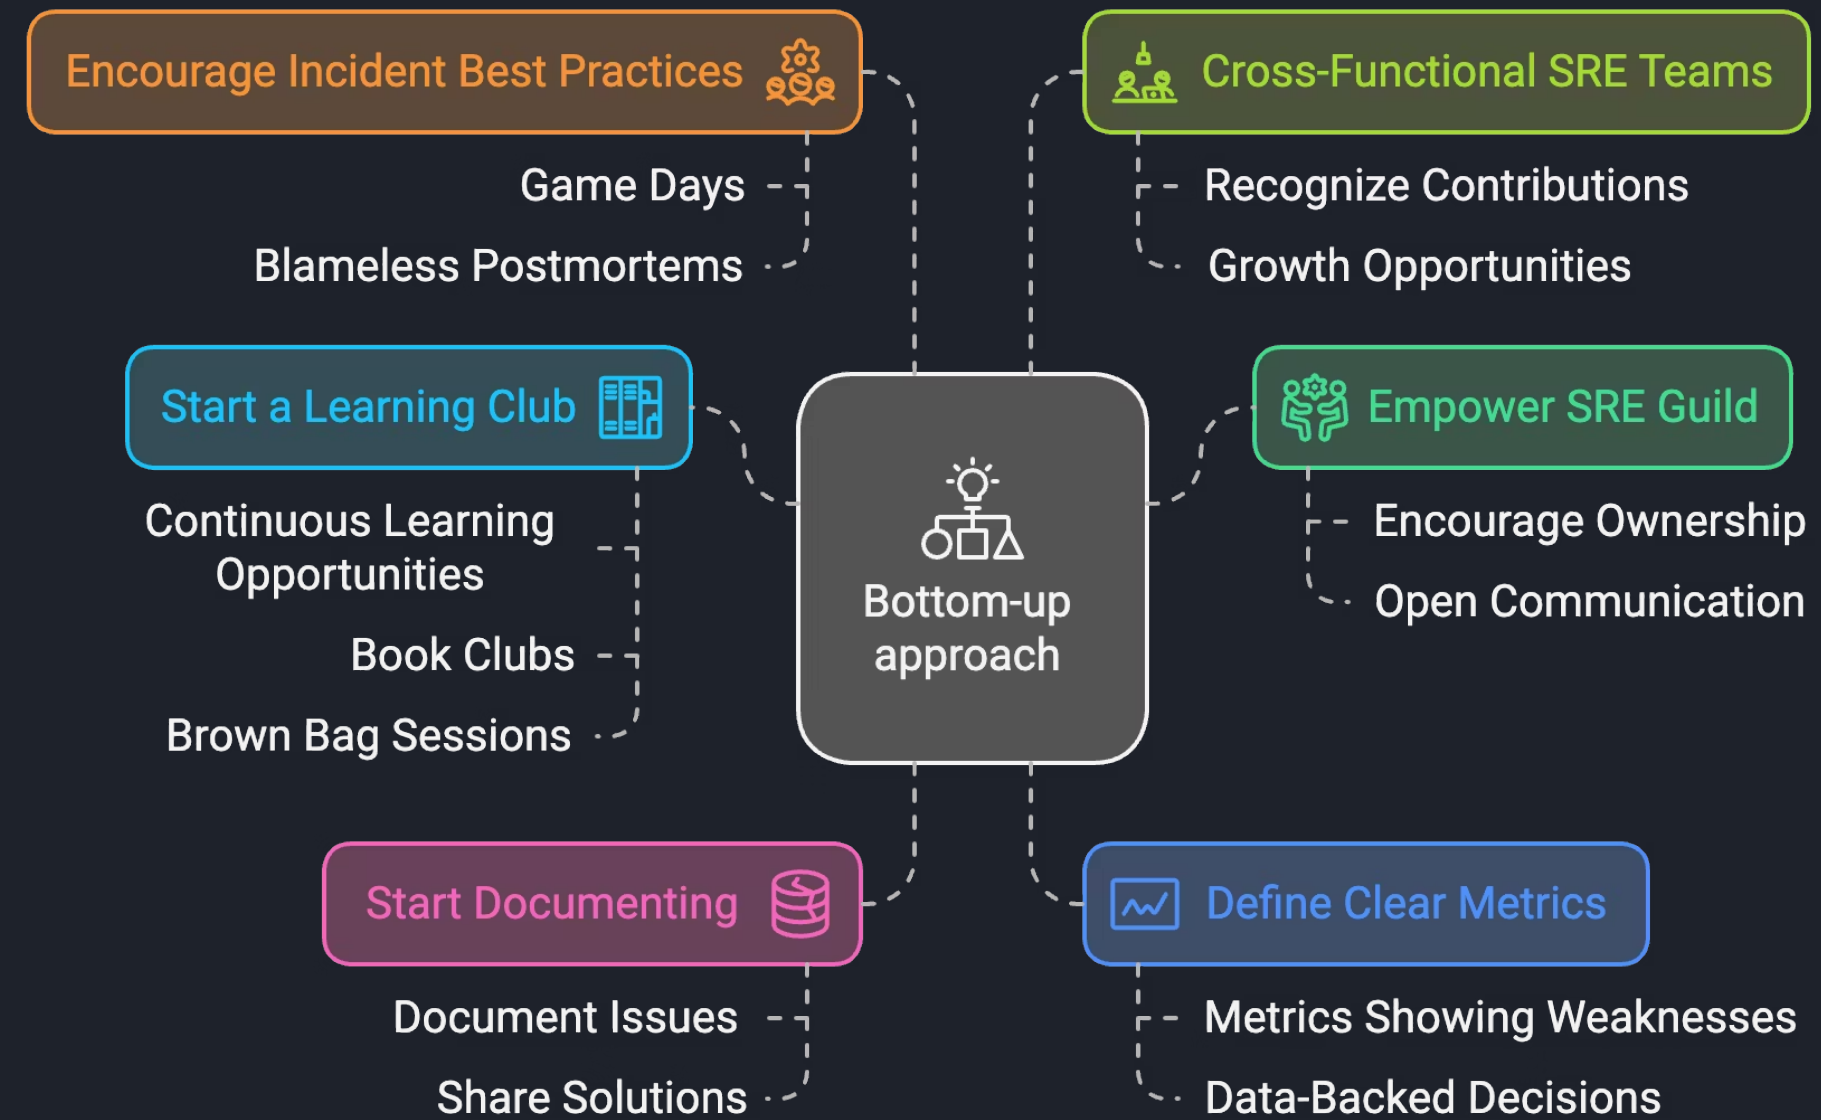 Encourage Incident Best Practices
Game Days
Blameless Postmortems
Start a Learning Club
Continuous Learning
Opportunities
Book Clubs
Brown Bag Sessions
Start Documenting
Document Issues
Share Solutions
Bottom-up
approach
Cross-Functional SRE Teams
Recognize Contributions
Growth Opportunities
Empower SRE Guild
Encourage Ownership
Open Communication
Define Clear Metrics
Metrics Showing Weaknesses
Data-Backed Decisions